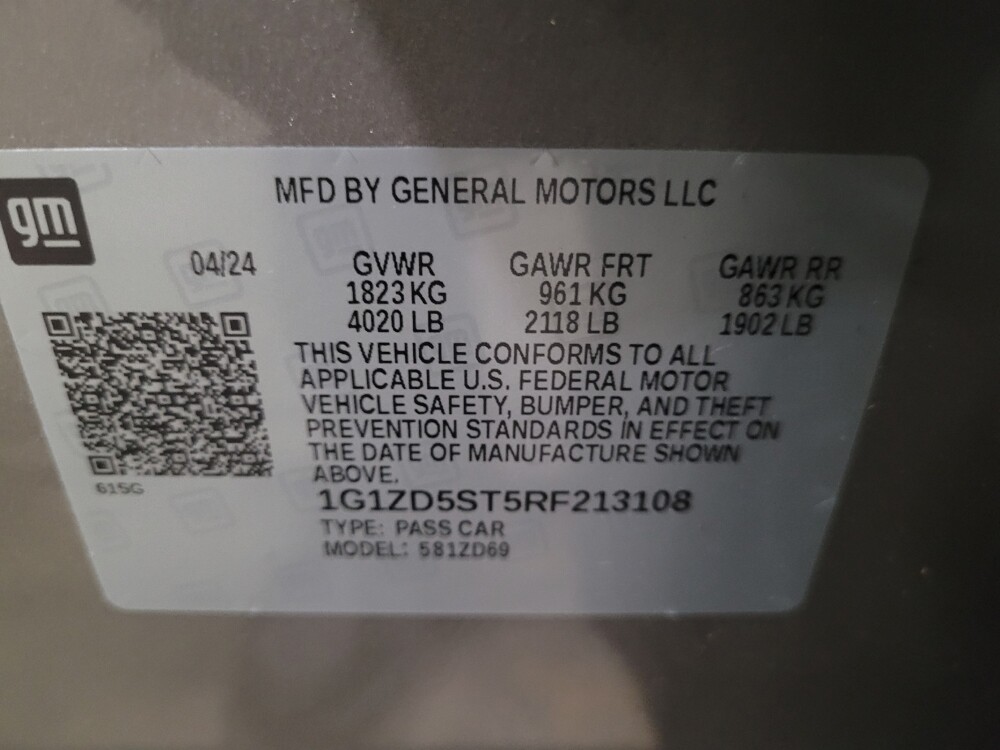 gm
MFD BY GENERAL MOTORS LLC
04/24 GVWR GAWR FRT GAWR RR
1823 KG 961 KG 863 KG
4020 LB 2118 LB 1902 LB
THIS VEHICLE CONFORMS TO ALL
APPLICABLE U.S. FEDERAL MOTOR
VEHICLE SAFETY, BUMPER, AND THEFT
PREVENTION STANDARDS IN EFFECT ON
THE DATE OF MANUFACTURE SHOWN
ABOVE.
615G
1G1ZD5ST5RF213108
TYPE: PASS CAR
MODEL: 581ZD69